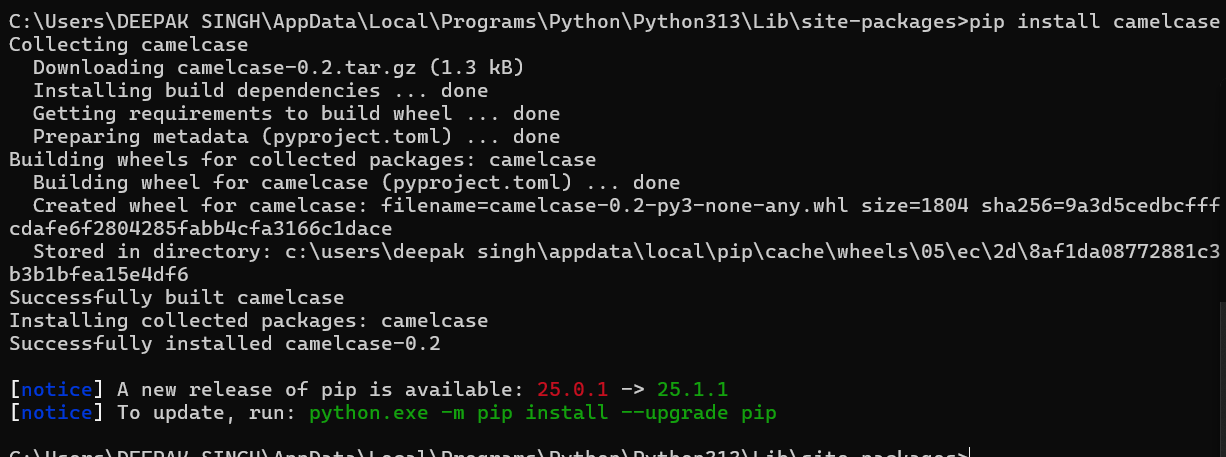 C:\Users\DEEPAK SINGH\AppData\Local\Programs\Python\Python313\Lib\site-packages>pip install camelcase
Collecting camelcase
  Downloading camelcase-0.2.tar.gz (1.3 kB)
  Installing build dependencies ... done
  Getting requirements to build wheel ... done
  Preparing metadata (pyproject.toml) ... done
Building wheels for collected packages: camelcase
  Building wheel for camelcase (pyproject.toml) ... done
  Created wheel for camelcase: filename=camelcase-0.2-py3-none-any.whl size=1804 sha256=9a3d5cedbcfff
cdafe6f2804285fabb4cfa3166c1dace
  Stored in directory: c:\users\deepak singh\appdata\local\pip\cache\wheels\05\ec\2d\8af1da08772881c3
b3b1bfea15e4df6
Successfully built camelcase
Installing collected packages: camelcase
Successfully installed camelcase-0.2
[notice] A new release of pip is available: 25.0.1 -> 25.1.1
[notice] To update, run: python.exe -m pip install --upgrade pip
C:\Users\DEEPAK SINGH\AppData\Local\Programs\Python\Python313\Lib\site-packages>